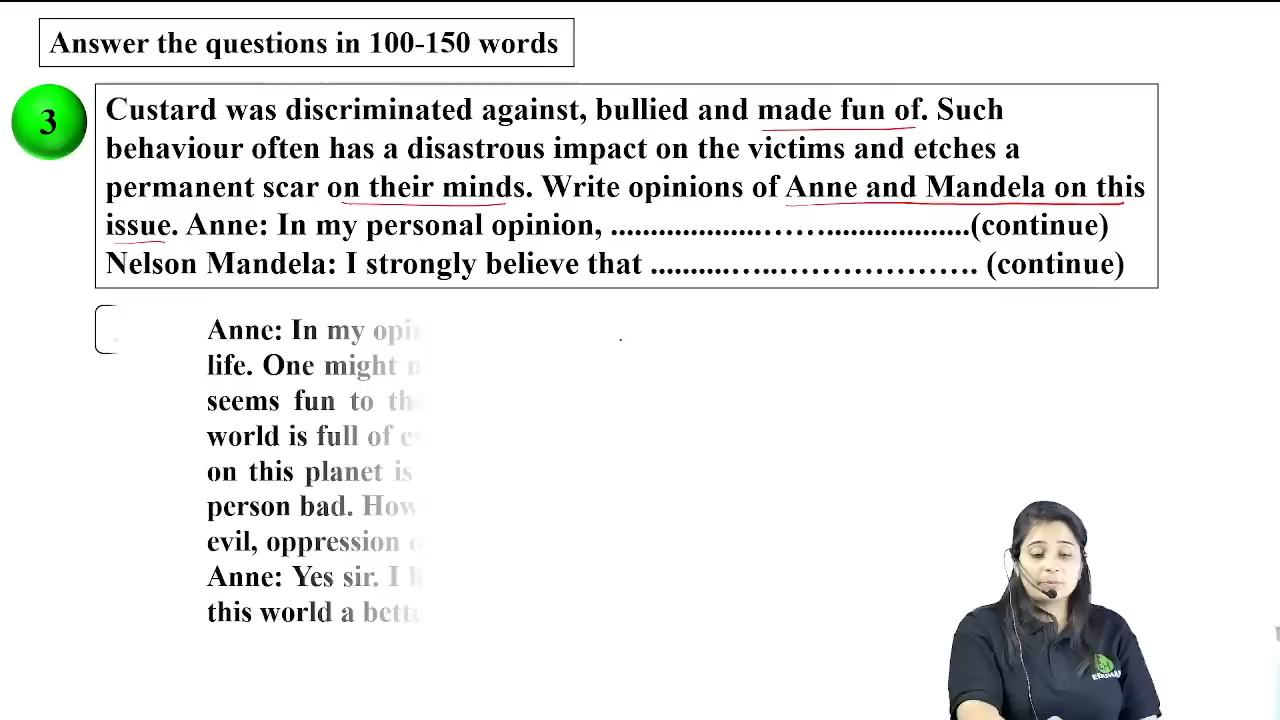 Answer the questions in 100-150 words
3
Custard was discriminated against, bullied and made fun of. Such
behaviour often has a disastrous impact on the victims and etches a
permanent scar on their minds. Write opinions of Anne and Mandela on this
issue. Anne: In my personal opinion, ...................……..................(continue)
Nelson Mandela: I strongly believe that ...........…..…………………. (continue)
Anne: In my
life. One might
seems fun to
world is full of
on this planet is
person bad.
evil, oppression
Anne: Yes sir. I
this world a